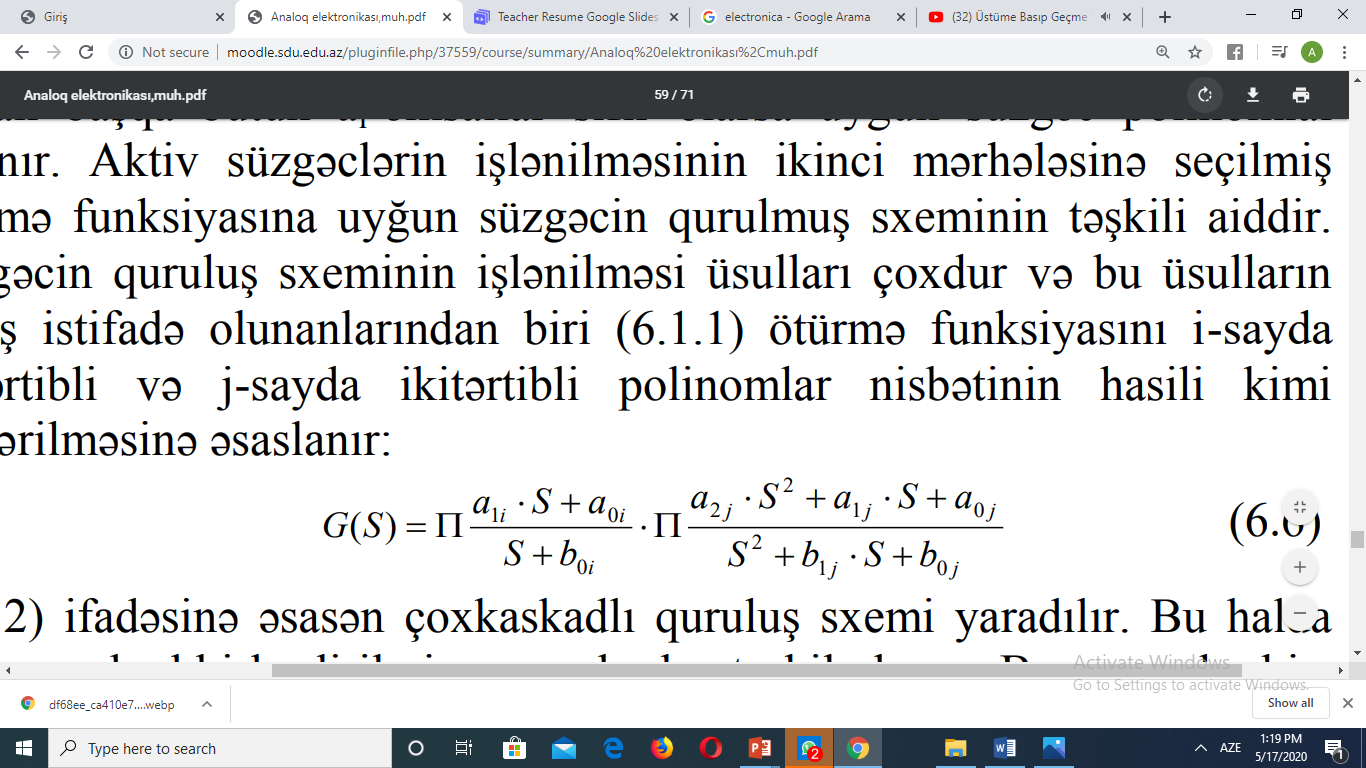 Giriş
Analoq elektronikası,muh.pdf
Teacher Resume Google Slides
electronica - Google Arama
(32) Üstüme Basıp Geçme
Not secure | moodle.sdu.edu.az/pluginfile.php/37559/course/summary/Analoq%20elektronikası%2Cmuh.pdf
A
Analoq elektronikası,muh.pdf
59 / 71
nır. Aktiv süzgəclərin işlənilməsinin ikinci mərhələsinə seçilmiş
mə funksiyasına uyğun süzgəcin qurulmuş sxeminin təşkili aiddir.
gəcin quruluş sxeminin işlənilməsi üsulları çoxdur və bu üsulların
ş istifadə olunanlarından biri (6.1.1) ötürmə funksiyasını i-sayda
ərtibli və j-sayda ikitərtibli polinomlar nisbətinin hasili kimi
ərilməsinə əsaslanır:
G(S) = Π (a₁ᵢ · S + a₀ᵢ) / (S + b₀ᵢ) · Π (a₂ⱼ · S² + a₁ⱼ · S + a₀ⱼ) / (S² + b₁ⱼ · S + b₀ⱼ) (6.6)
2) ifadəsinə əsasən çoxkaskadlı quruluş sxemi yaradılır. Bu halda
Activate Windows
Go to Settings to activate Windows.
df68ee_ca410e7....webp
Show all
Type here to search
2
AZE
1:19 PM
5/17/2020
1